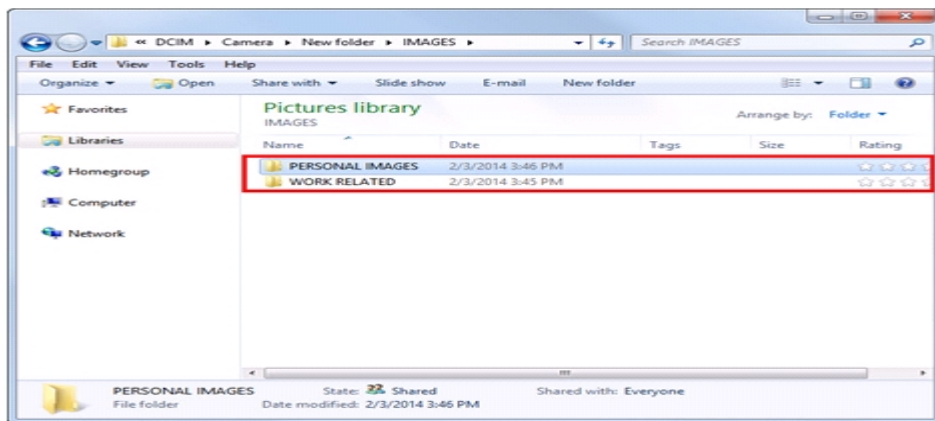 « DCIM ▸ Camera ▸ New folder ▸ IMAGES ▸ Search IMAGES
File Edit View Tools Help
Organize Open Share with Slide show E-mail New folder
Favorites
Libraries
Homegroup
Computer
Network
Pictures library
IMAGES
Arrange by: Folder
Name Date Tags Size Rating
PERSONAL IMAGES 2/3/2014 3:46 PM
WORK RELATED 2/3/2014 3:45 PM
PERSONAL IMAGES State: Shared Shared with: Everyone
File folder Date modified: 2/3/2014 3:46 PM